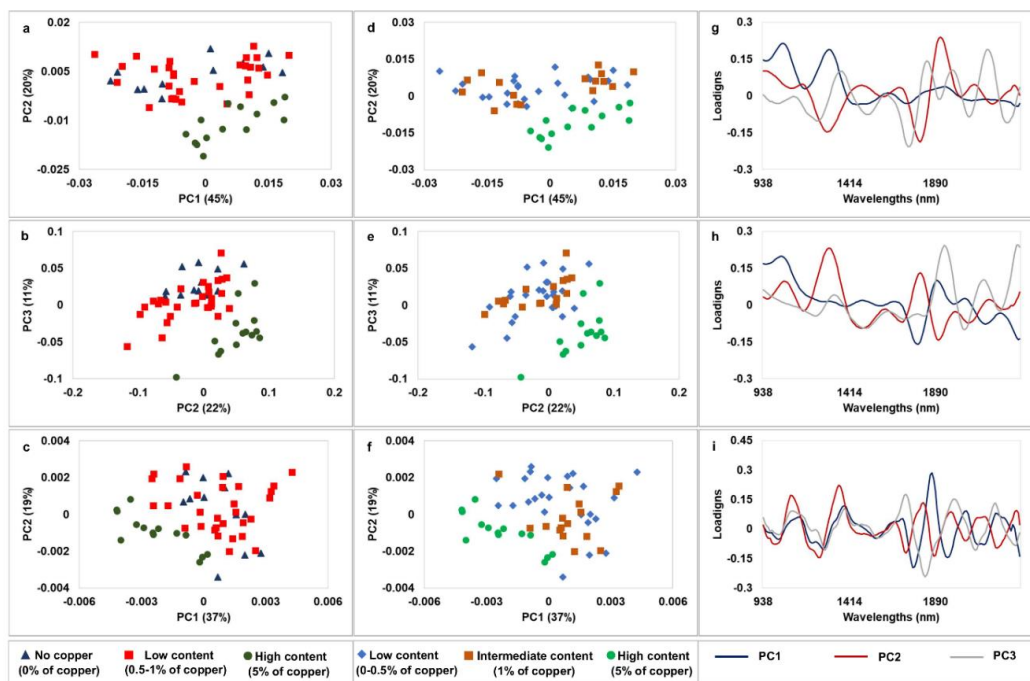 a
0.02
0.005
-0.01
-0.025
-0.03
-0.015
0
0.015
0.03
PC2 (20%)
PC1 (45%)
d
0.03
0.015
0
-0.015
-0.03
-0.03
-0.015
0
0.015
0.03
PC2 (20%)
PC1 (45%)
g
0.3
0.15
0
-0.15
-0.3
938
1414
1890
Loadigns
Wavelengths (nm)
b
0.1
0.05
0
-0.05
-0.1
-0.2
-0.1
0
0.1
0.2
PC3 (11%)
PC2 (22%)
e
0.1
0.05
0
-0.05
-0.1
-0.2
-0.1
0
0.1
0.2
PC3 (11%)
PC2 (22%)
h
0.3
0.15
0
-0.15
-0.3
938
1414
1890
Loadigns
Wavelengths (nm)
c
0.004
0.002
0
-0.002
-0.004
-0.006
-0.003
0
0.003
0.006
PC2 (19%)
PC1 (37%)
f
0.004
0.002
0
-0.002
-0.004
-0.006
-0.003
0
0.003
0.006
PC2 (19%)
PC1 (37%)
i
0.45
0.3
0.15
0
-0.15
-0.3
938
1414
1890
Loadigns
Wavelengths (nm)
No copper
(0% of copper)
Low content
(0.5-1% of copper)
High content
(5% of copper)
Low content
(0-0.5% of copper)
Intermediate content
(1% of copper)
High content
(5% of copper)
PC1
PC2
PC3